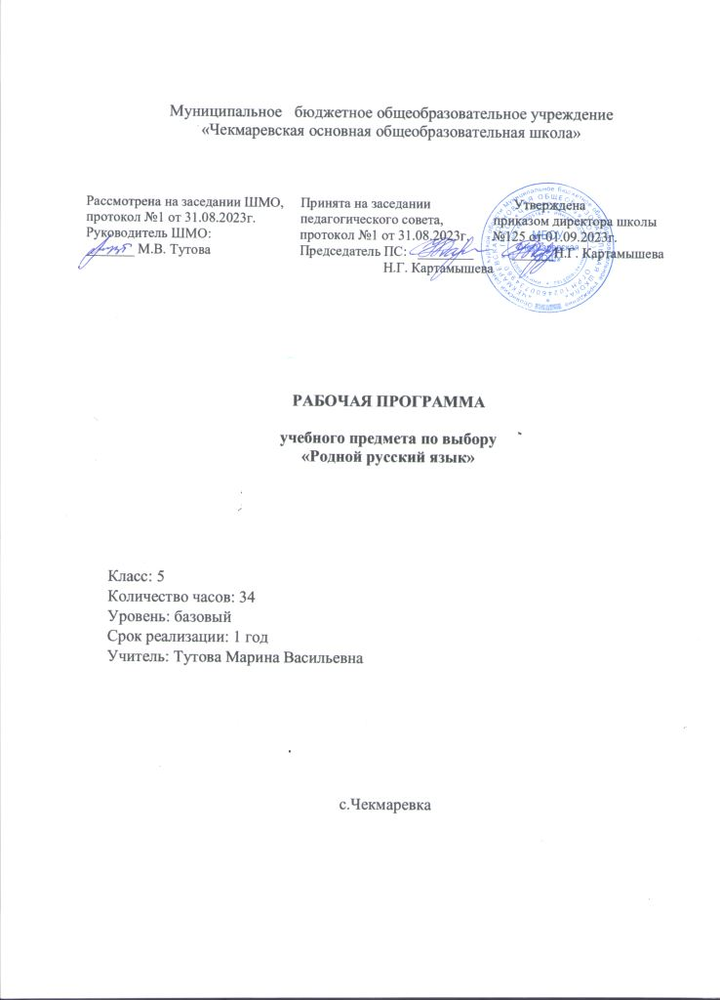 Муниципальное бюджетное общеобразовательное учреждение
«Чекмаревская основная общеобразовательная школа»
Рассмотрена на заседании ШМО,
протокол №1 от 31.08.2023г.
Руководитель ШМО:
М.В. Тутова
Принята на заседании
педагогического совета,
протокол №1 от 31.08.2023г.
Председатель ПС:
Н.Г. Картамышева
Утверждена
приказом директора школы
№125 от 01.09.2023г.
Н.Г. Картамышева
РАБОЧАЯ ПРОГРАММА
учебного предмета по выбору
«Родной русский язык»
Класс: 5
Количество часов: 34
Уровень: базовый
Срок реализации: 1 год
Учитель: Тутова Марина Васильевна
с.Чекмаревка